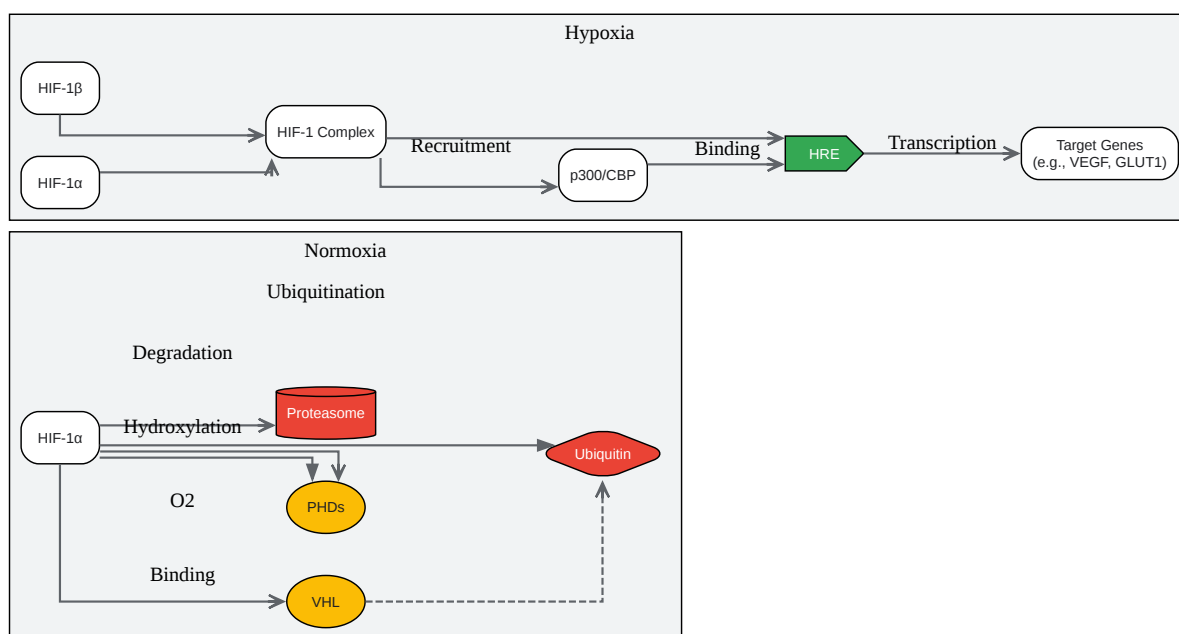 Hypoxia
HIF-1β
HIF-1 Complex
HIF-1α
Recruitment
p300/CBP
Binding
HRE
Transcription
Target Genes
(e.g., VEGF, GLUT1)
Normoxia
Ubiquitination
Degradation
Proteasome
HIF-1α
Hydroxylation
Ubiquitin
O2
PHDs
Binding
VHL